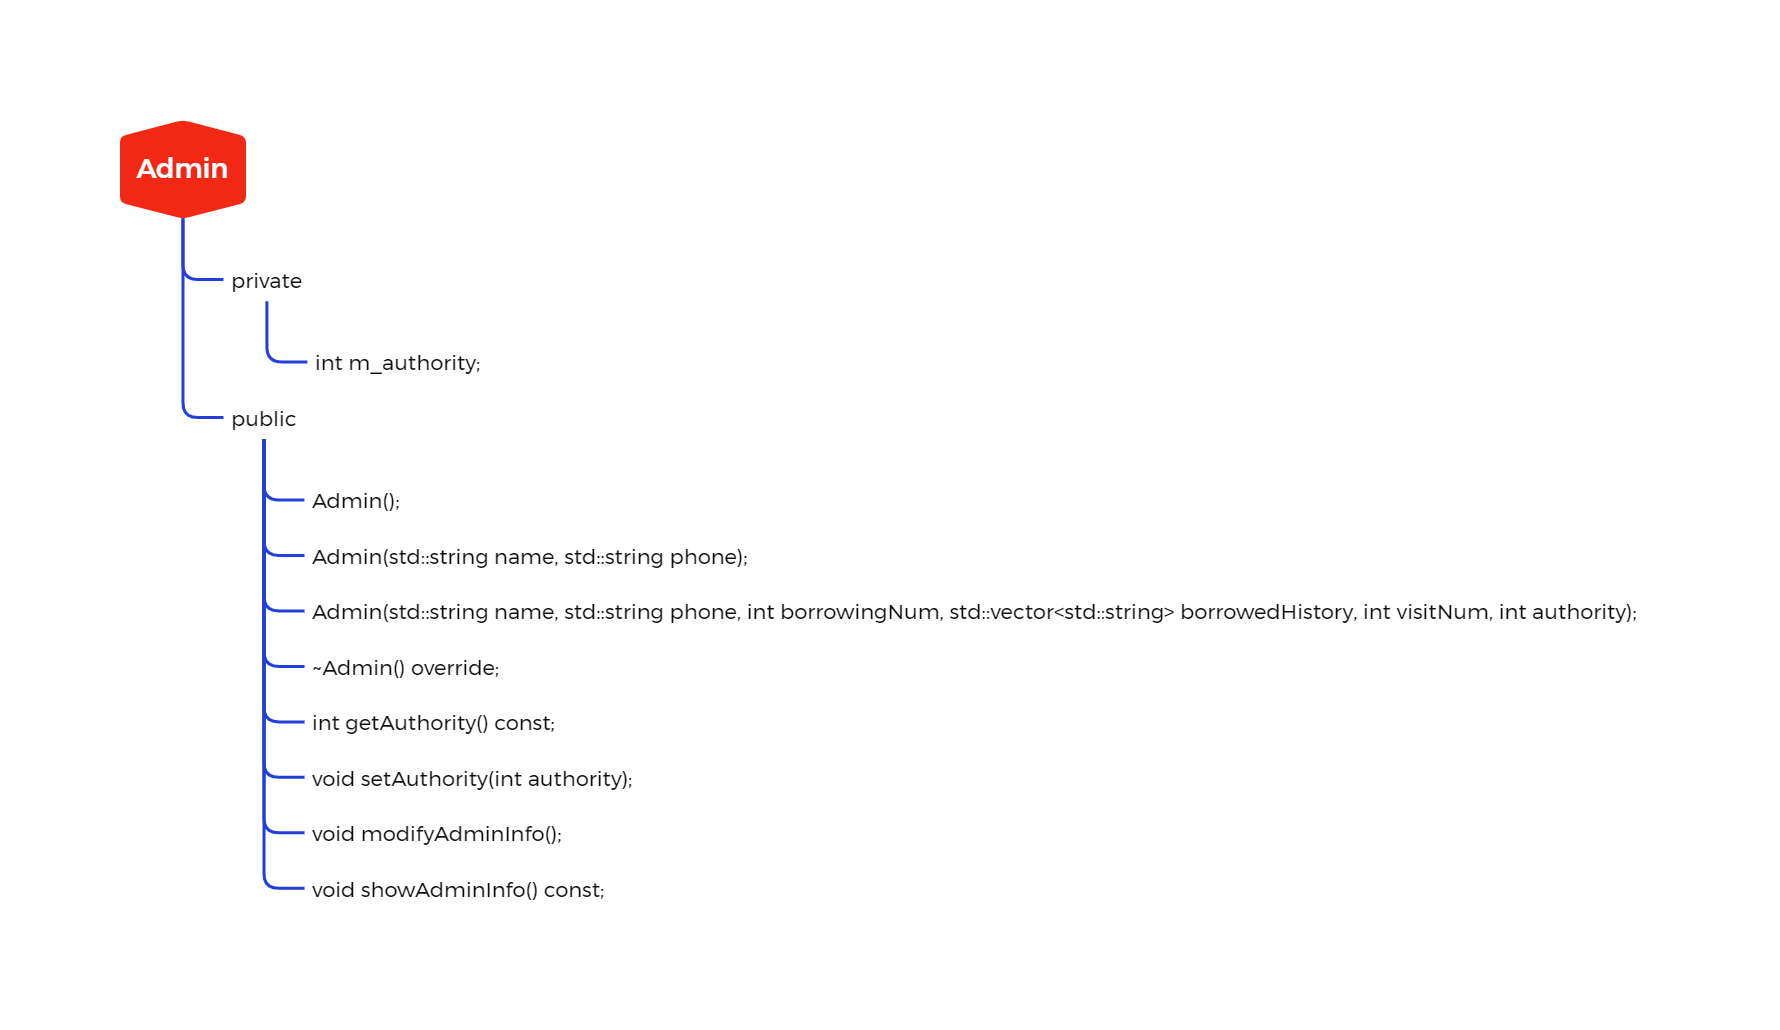 Admin
private
int m_authority;
public
Admin();
Admin(std::string name, std::string phone);
Admin(std::string name, std::string phone, int borrowingNum, std::vector<std::string> borrowedHistory, int visitNum, int authority);
~Admin() override;
int getAuthority() const;
void setAuthority(int authority);
void modifyAdminInfo();
void showAdminInfo() const;